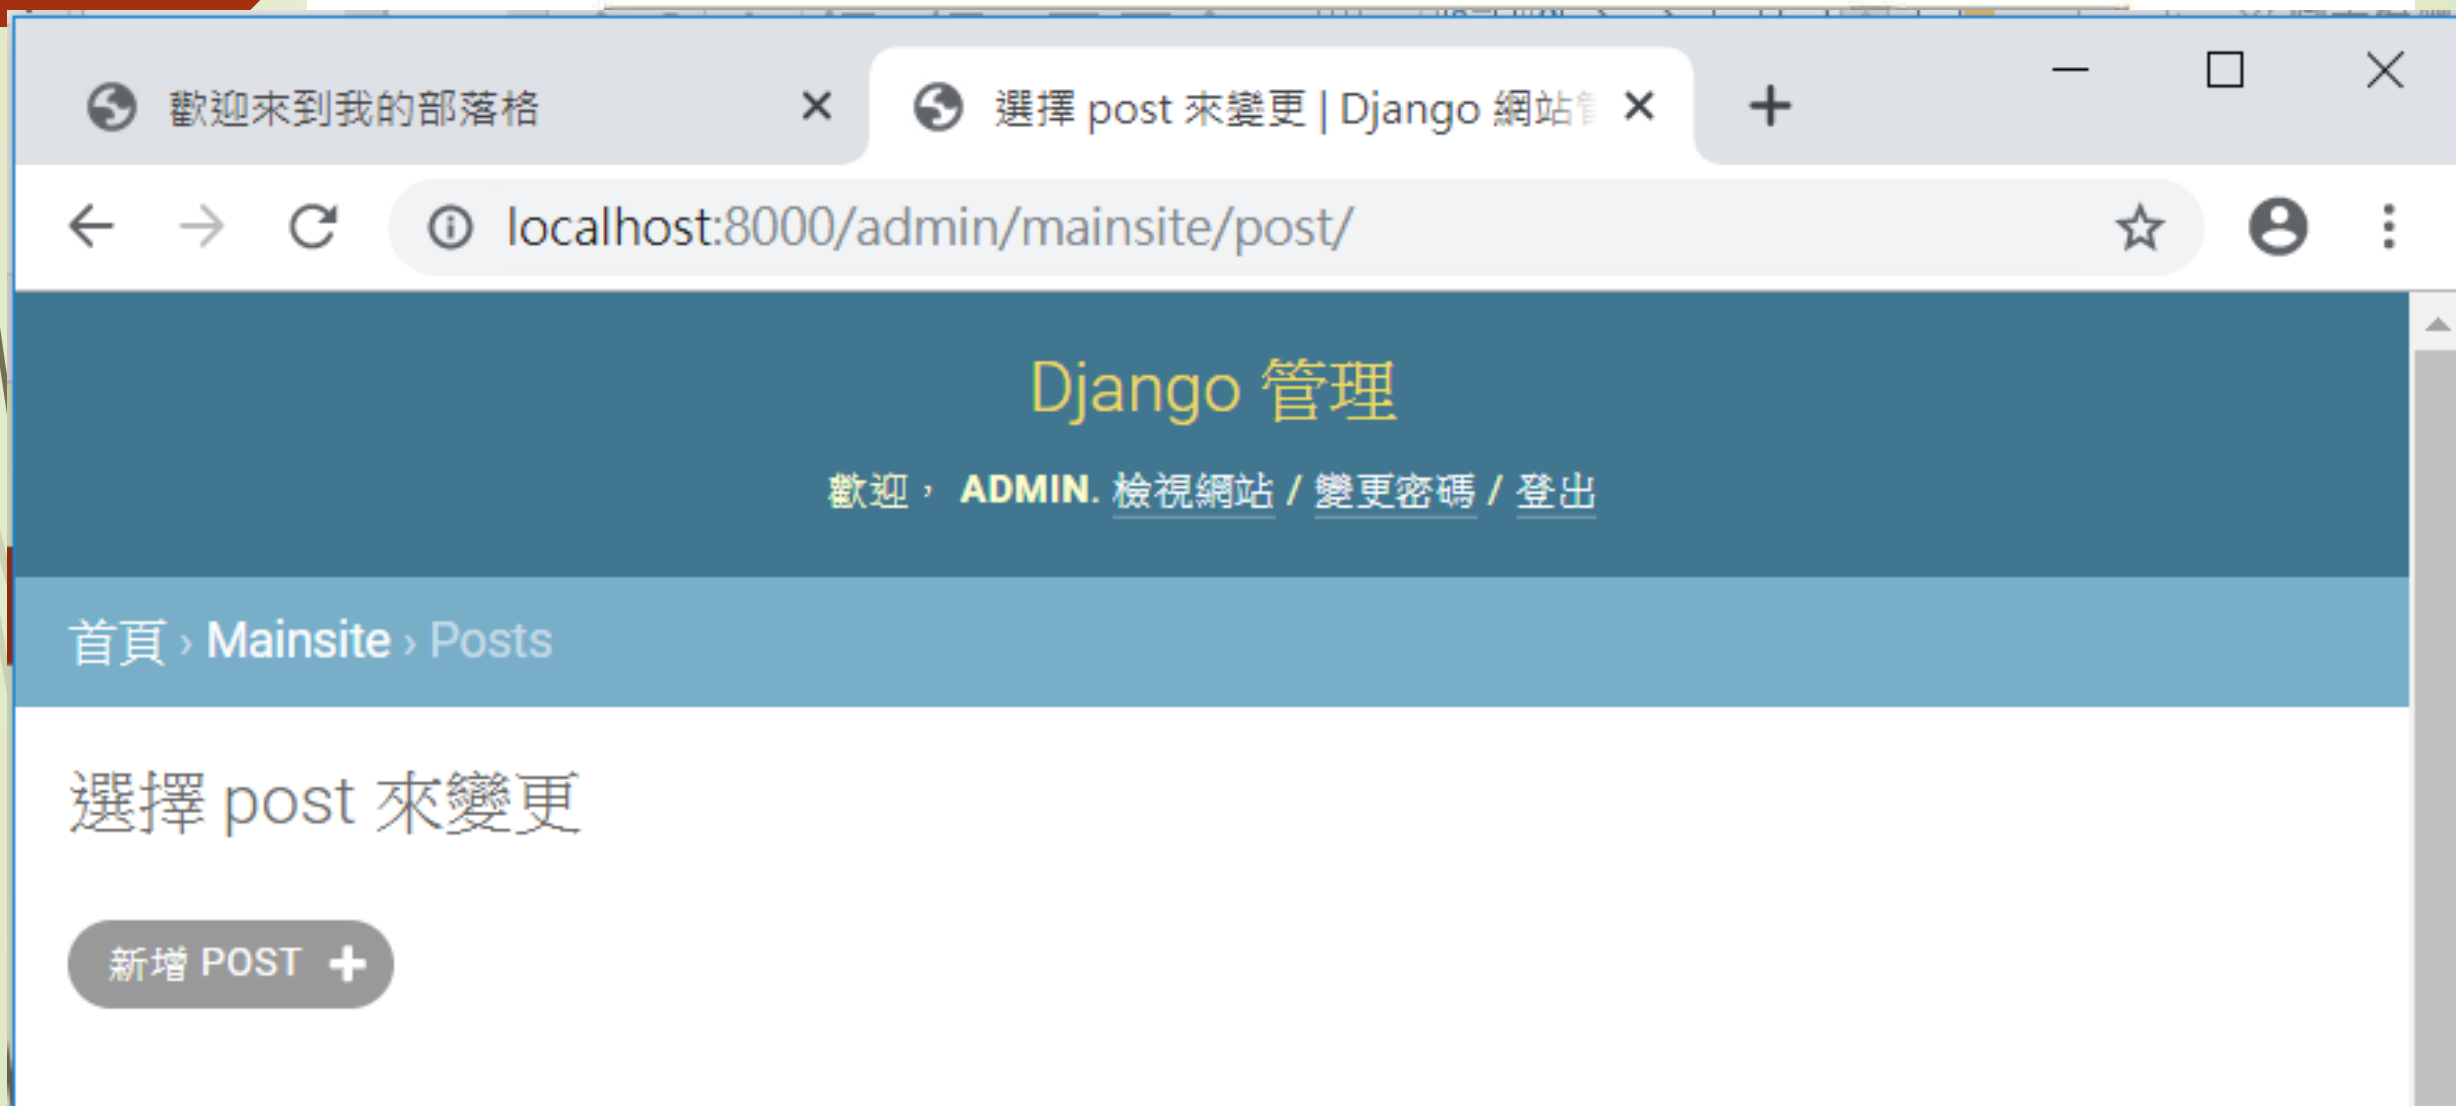 歡迎來到我的部落格
選擇 post 來變更 | Django 網站
localhost:8000/admin/mainsite/post/
Django 管理
歡迎， ADMIN. 檢視網站 / 變更密碼 / 登出
首頁 › Mainsite › Posts
選擇 post 來變更
新增 POST +